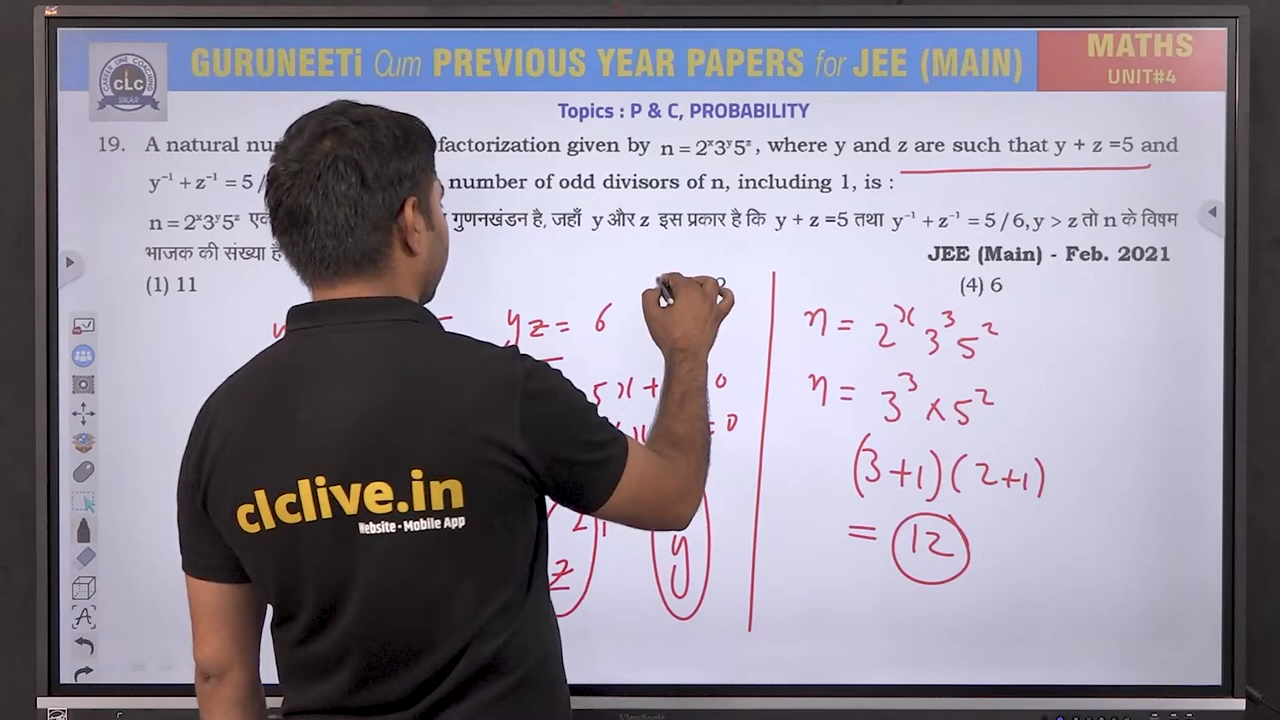 GURUNEETi Cum PREVIOUS YEAR PAPERS for JEE (MAIN)
MATHS
UNIT#4
CLC
SIKAR
Topics : P & C, PROBABILITY
19. A natural nu factorization given by n = 2ˣ3ʸ5ᶻ, where y and z are such that y + z =5 and
y⁻¹ + z⁻¹ = 5/ number of odd divisors of n, including 1, is :
n = 2ˣ3ʸ5ᶻ गुणनखंडन है, जहाँ y और z इस प्रकार है कि y + z =5 तथा y⁻¹ + z⁻¹ = 5 / 6, y > z तो n के विषम
भाजक की संख्या है
JEE (Main) - Feb. 2021
(1) 11 (4) 6
yz = 6
5x +
0
= 0
z
y
η = 2ˣ 3³ 5²
η = 3³ × 5²
(3+1)(2+1)
= 12
clclive.in
Website • Mobile App